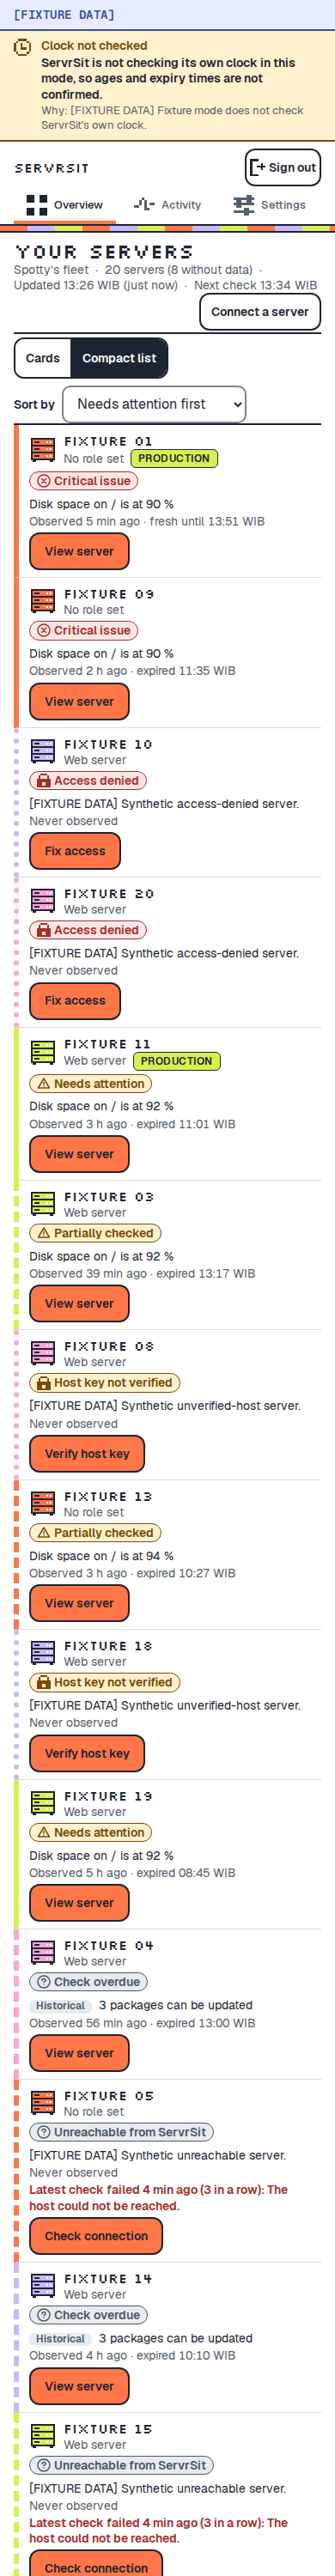 [FIXTURE DATA]
Clock not checked
ServrSit is not checking its own clock in this
mode, so ages and expiry times are not
confirmed.
Why: [FIXTURE DATA] Fixture mode does not check
ServrSit's own clock.
SERVRSIT
Sign out
Overview
Activity
Settings
YOUR SERVERS
Spotty's fleet · 20 servers (8 without data) ·
Updated 13:26 WIB (just now) · Next check 13:34 WIB
Connect a server
Cards
Compact list
Sort by
Needs attention first
FIXTURE 01
No role set PRODUCTION
Critical issue
Disk space on / is at 90 %
Observed 5 min ago · fresh until 13:51 WIB
View server
FIXTURE 09
No role set
Critical issue
Disk space on / is at 90 %
Observed 2 h ago · expired 11:35 WIB
View server
FIXTURE 10
Web server
Access denied
[FIXTURE DATA] Synthetic access-denied server.
Never observed
Fix access
FIXTURE 20
Web server
Access denied
[FIXTURE DATA] Synthetic access-denied server.
Never observed
Fix access
FIXTURE 11
Web server PRODUCTION
Needs attention
Disk space on / is at 92 %
Observed 3 h ago · expired 11:01 WIB
View server
FIXTURE 03
Web server
Partially checked
Disk space on / is at 92 %
Observed 39 min ago · expired 13:17 WIB
View server
FIXTURE 08
Web server
Host key not verified
[FIXTURE DATA] Synthetic unverified-host server.
Never observed
Verify host key
FIXTURE 13
No role set
Partially checked
Disk space on / is at 94 %
Observed 3 h ago · expired 10:27 WIB
View server
FIXTURE 18
Web server
Host key not verified
[FIXTURE DATA] Synthetic unverified-host server.
Never observed
Verify host key
FIXTURE 19
Web server
Needs attention
Disk space on / is at 92 %
Observed 5 h ago · expired 08:45 WIB
View server
FIXTURE 04
Web server
Check overdue
Historical 3 packages can be updated
Observed 56 min ago · expired 13:00 WIB
View server
FIXTURE 05
No role set
Unreachable from ServrSit
[FIXTURE DATA] Synthetic unreachable server.
Never observed
Latest check failed 4 min ago (3 in a row): The
host could not be reached.
Check connection
FIXTURE 14
Web server
Check overdue
Historical 3 packages can be updated
Observed 4 h ago · expired 10:10 WIB
View server
FIXTURE 15
Web server
Unreachable from ServrSit
[FIXTURE DATA] Synthetic unreachable server.
Never observed
Latest check failed 4 min ago (3 in a row): The
host could not be reached.
Check connection